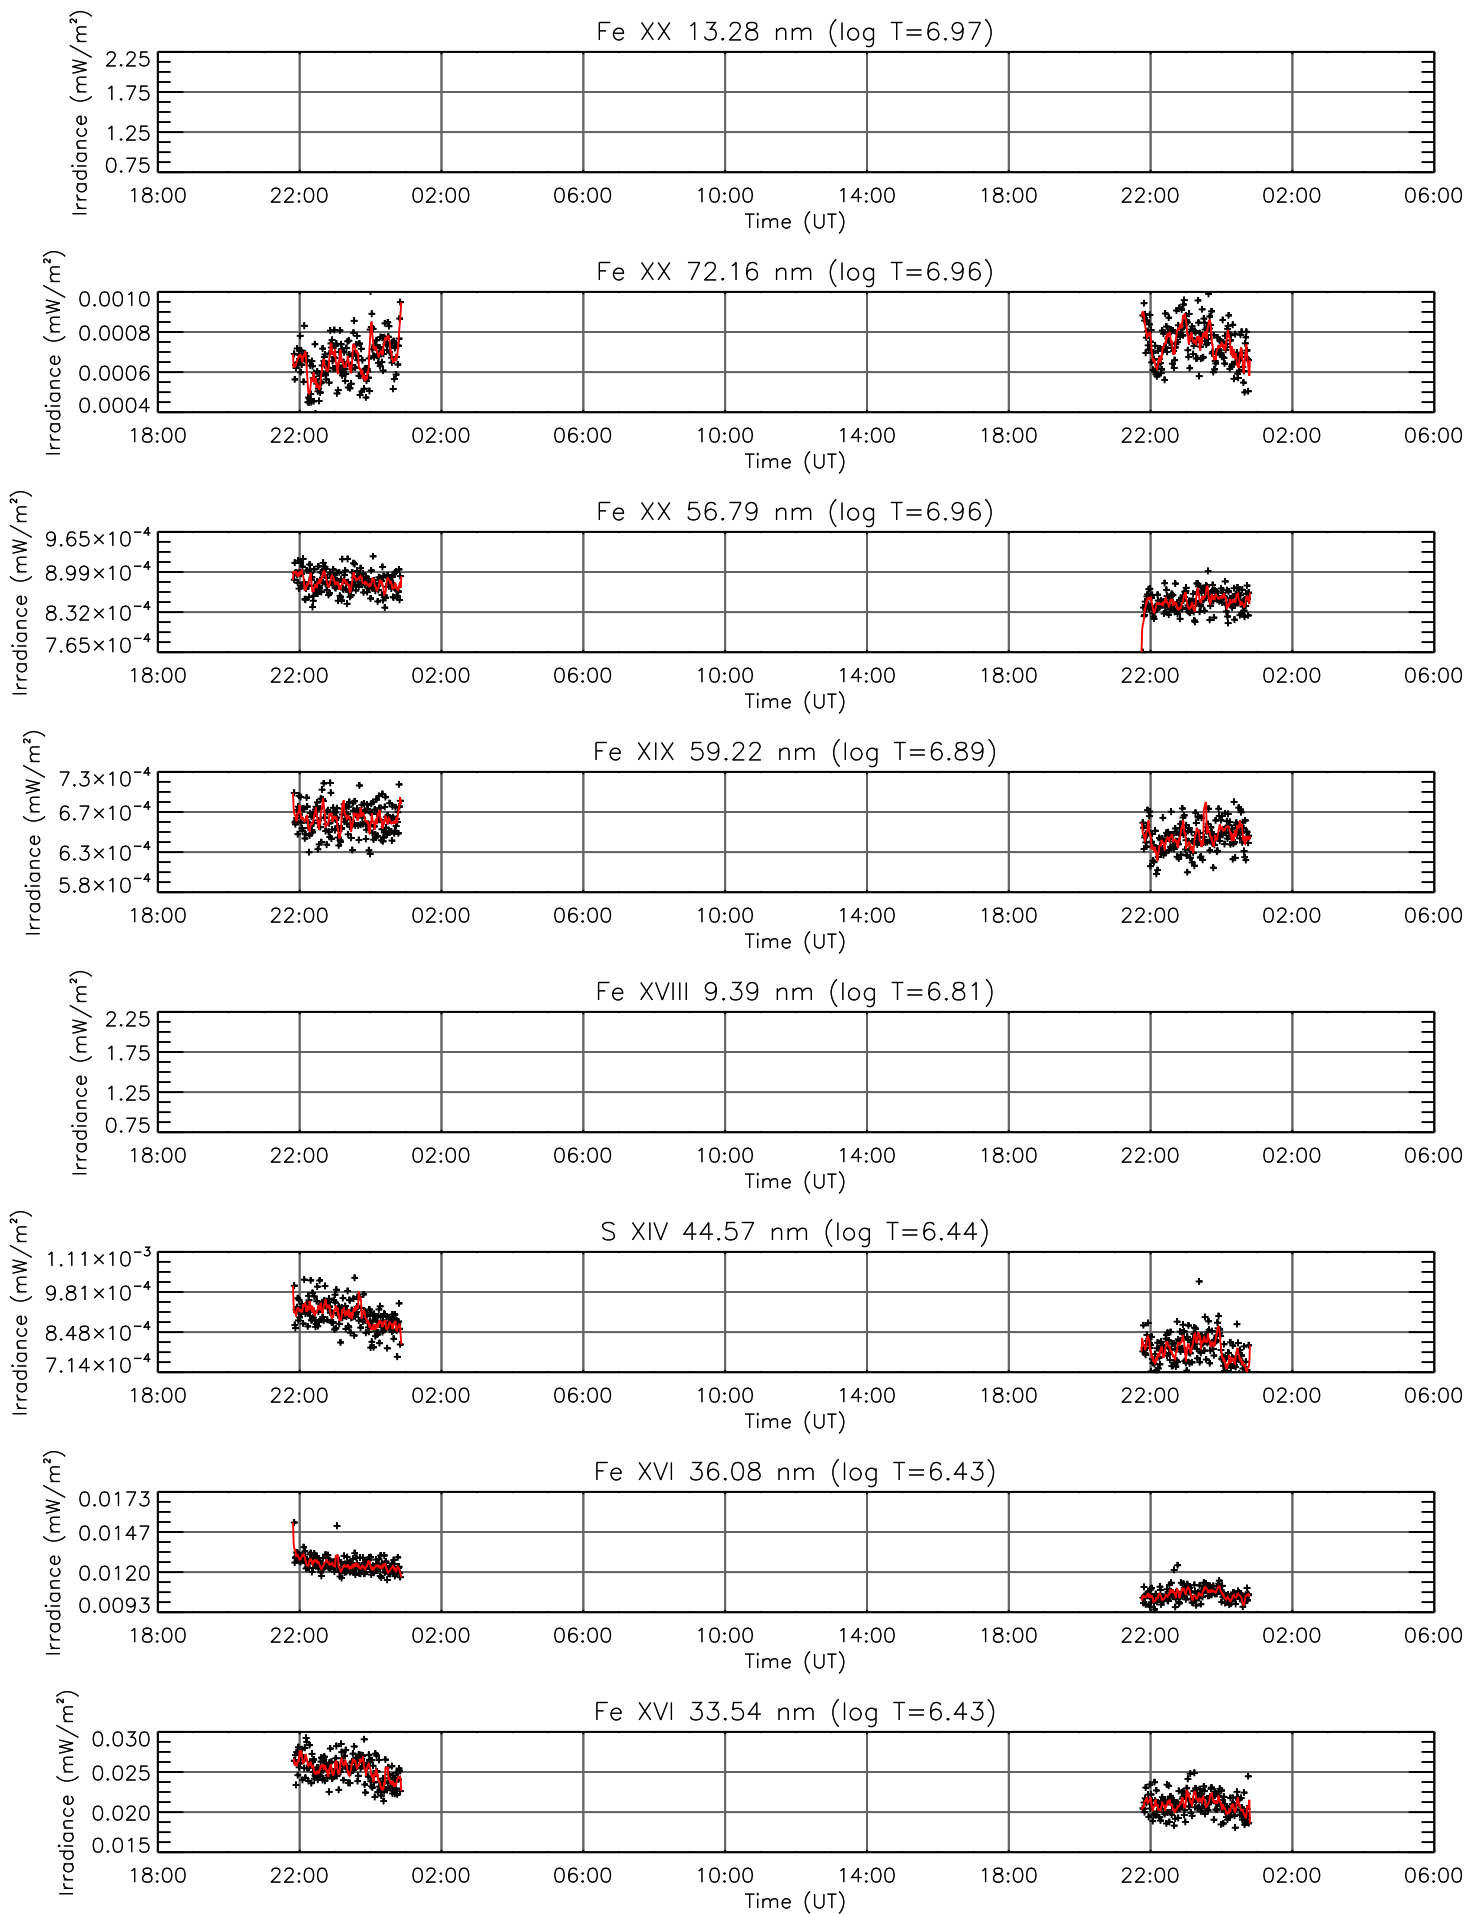 Fe XX 13.28 nm (log T=6.97)
Irradiance (mW/m²)
2.25
1.75
1.25
0.75
18:00 22:00 02:00 06:00 10:00 14:00 18:00 22:00 02:00 06:00
Time (UT)
Fe XX 72.16 nm (log T=6.96)
Irradiance (mW/m²)
0.0010
0.0008
0.0006
0.0004
18:00 22:00 02:00 06:00 10:00 14:00 18:00 22:00 02:00 06:00
Time (UT)
Fe XX 56.79 nm (log T=6.96)
Irradiance (mW/m²)
9.65×10⁻⁴
8.99×10⁻⁴
8.32×10⁻⁴
7.65×10⁻⁴
18:00 22:00 02:00 06:00 10:00 14:00 18:00 22:00 02:00 06:00
Time (UT)
Fe XIX 59.22 nm (log T=6.89)
Irradiance (mW/m²)
7.3×10⁻⁴
6.7×10⁻⁴
6.3×10⁻⁴
5.8×10⁻⁴
18:00 22:00 02:00 06:00 10:00 14:00 18:00 22:00 02:00 06:00
Time (UT)
Fe XVIII 9.39 nm (log T=6.81)
Irradiance (mW/m²)
2.25
1.75
1.25
0.75
18:00 22:00 02:00 06:00 10:00 14:00 18:00 22:00 02:00 06:00
Time (UT)
S XIV 44.57 nm (log T=6.44)
Irradiance (mW/m²)
1.11×10⁻³
9.81×10⁻⁴
8.48×10⁻⁴
7.14×10⁻⁴
18:00 22:00 02:00 06:00 10:00 14:00 18:00 22:00 02:00 06:00
Time (UT)
Fe XVI 36.08 nm (log T=6.43)
Irradiance (mW/m²)
0.0173
0.0147
0.0120
0.0093
18:00 22:00 02:00 06:00 10:00 14:00 18:00 22:00 02:00 06:00
Time (UT)
Fe XVI 33.54 nm (log T=6.43)
Irradiance (mW/m²)
0.030
0.025
0.020
0.015
18:00 22:00 02:00 06:00 10:00 14:00 18:00 22:00 02:00 06:00
Time (UT)